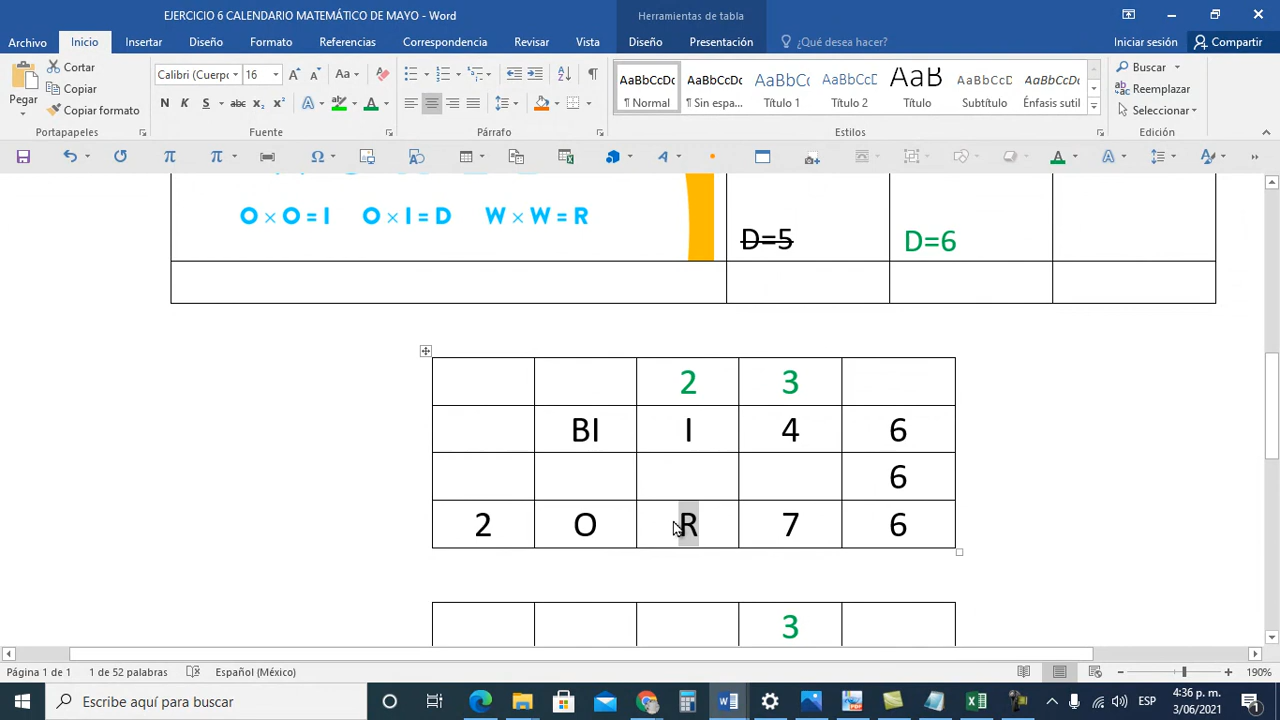 EJERCICIO 6 CALENDARIO MATEMÁTICO DE MAYO - Word
Herramientas de tabla
Archivo Inicio Insertar Diseño Formato Referencias Correspondencia Revisar Vista Diseño Presentación ¿Qué desea hacer? Iniciar sesión Compartir
Pegar
Cortar
Copiar
Copiar formato
Calibri (Cuerpo 16
AaBbCcDc AaBbCcDc AaBbC AaBbCcD AaB AaBbCcD AaBbCcDc
¶ Normal ¶ Sin espa... Título 1 Título 2 Título Subtítulo Énfasis sutil
Buscar
Reemplazar
Seleccionar
Portapapeles Fuente Párrafo Estilos Edición
O × O = I O × I = D W × W = R
D=5 D=6
2 3
BI I 4 6
6
2 O R 7 6
3
Página 1 de 1 1 de 52 palabras Español (México) 190%
Escribe aquí para buscar
ESP
4:36 p. m.
3/06/2021